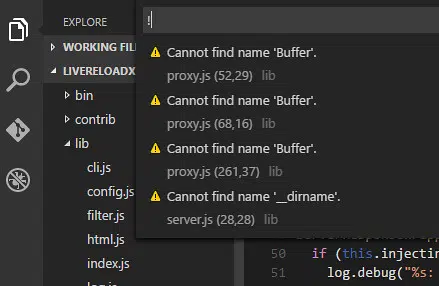 EXPLORE
WORKING FIL
LIVERELOADX
bin
contrib
lib
cli.js
config.js
filter.js
html.js
index.js
!
Cannot find name 'Buffer'.
proxy.js (52,29) lib
Cannot find name 'Buffer'.
proxy.js (68,16) lib
Cannot find name 'Buffer'.
proxy.js (261,37) lib
Cannot find name '__dirname'.
server.js (28,28) lib
50 if (this.injectin
51 log.debug("%s: